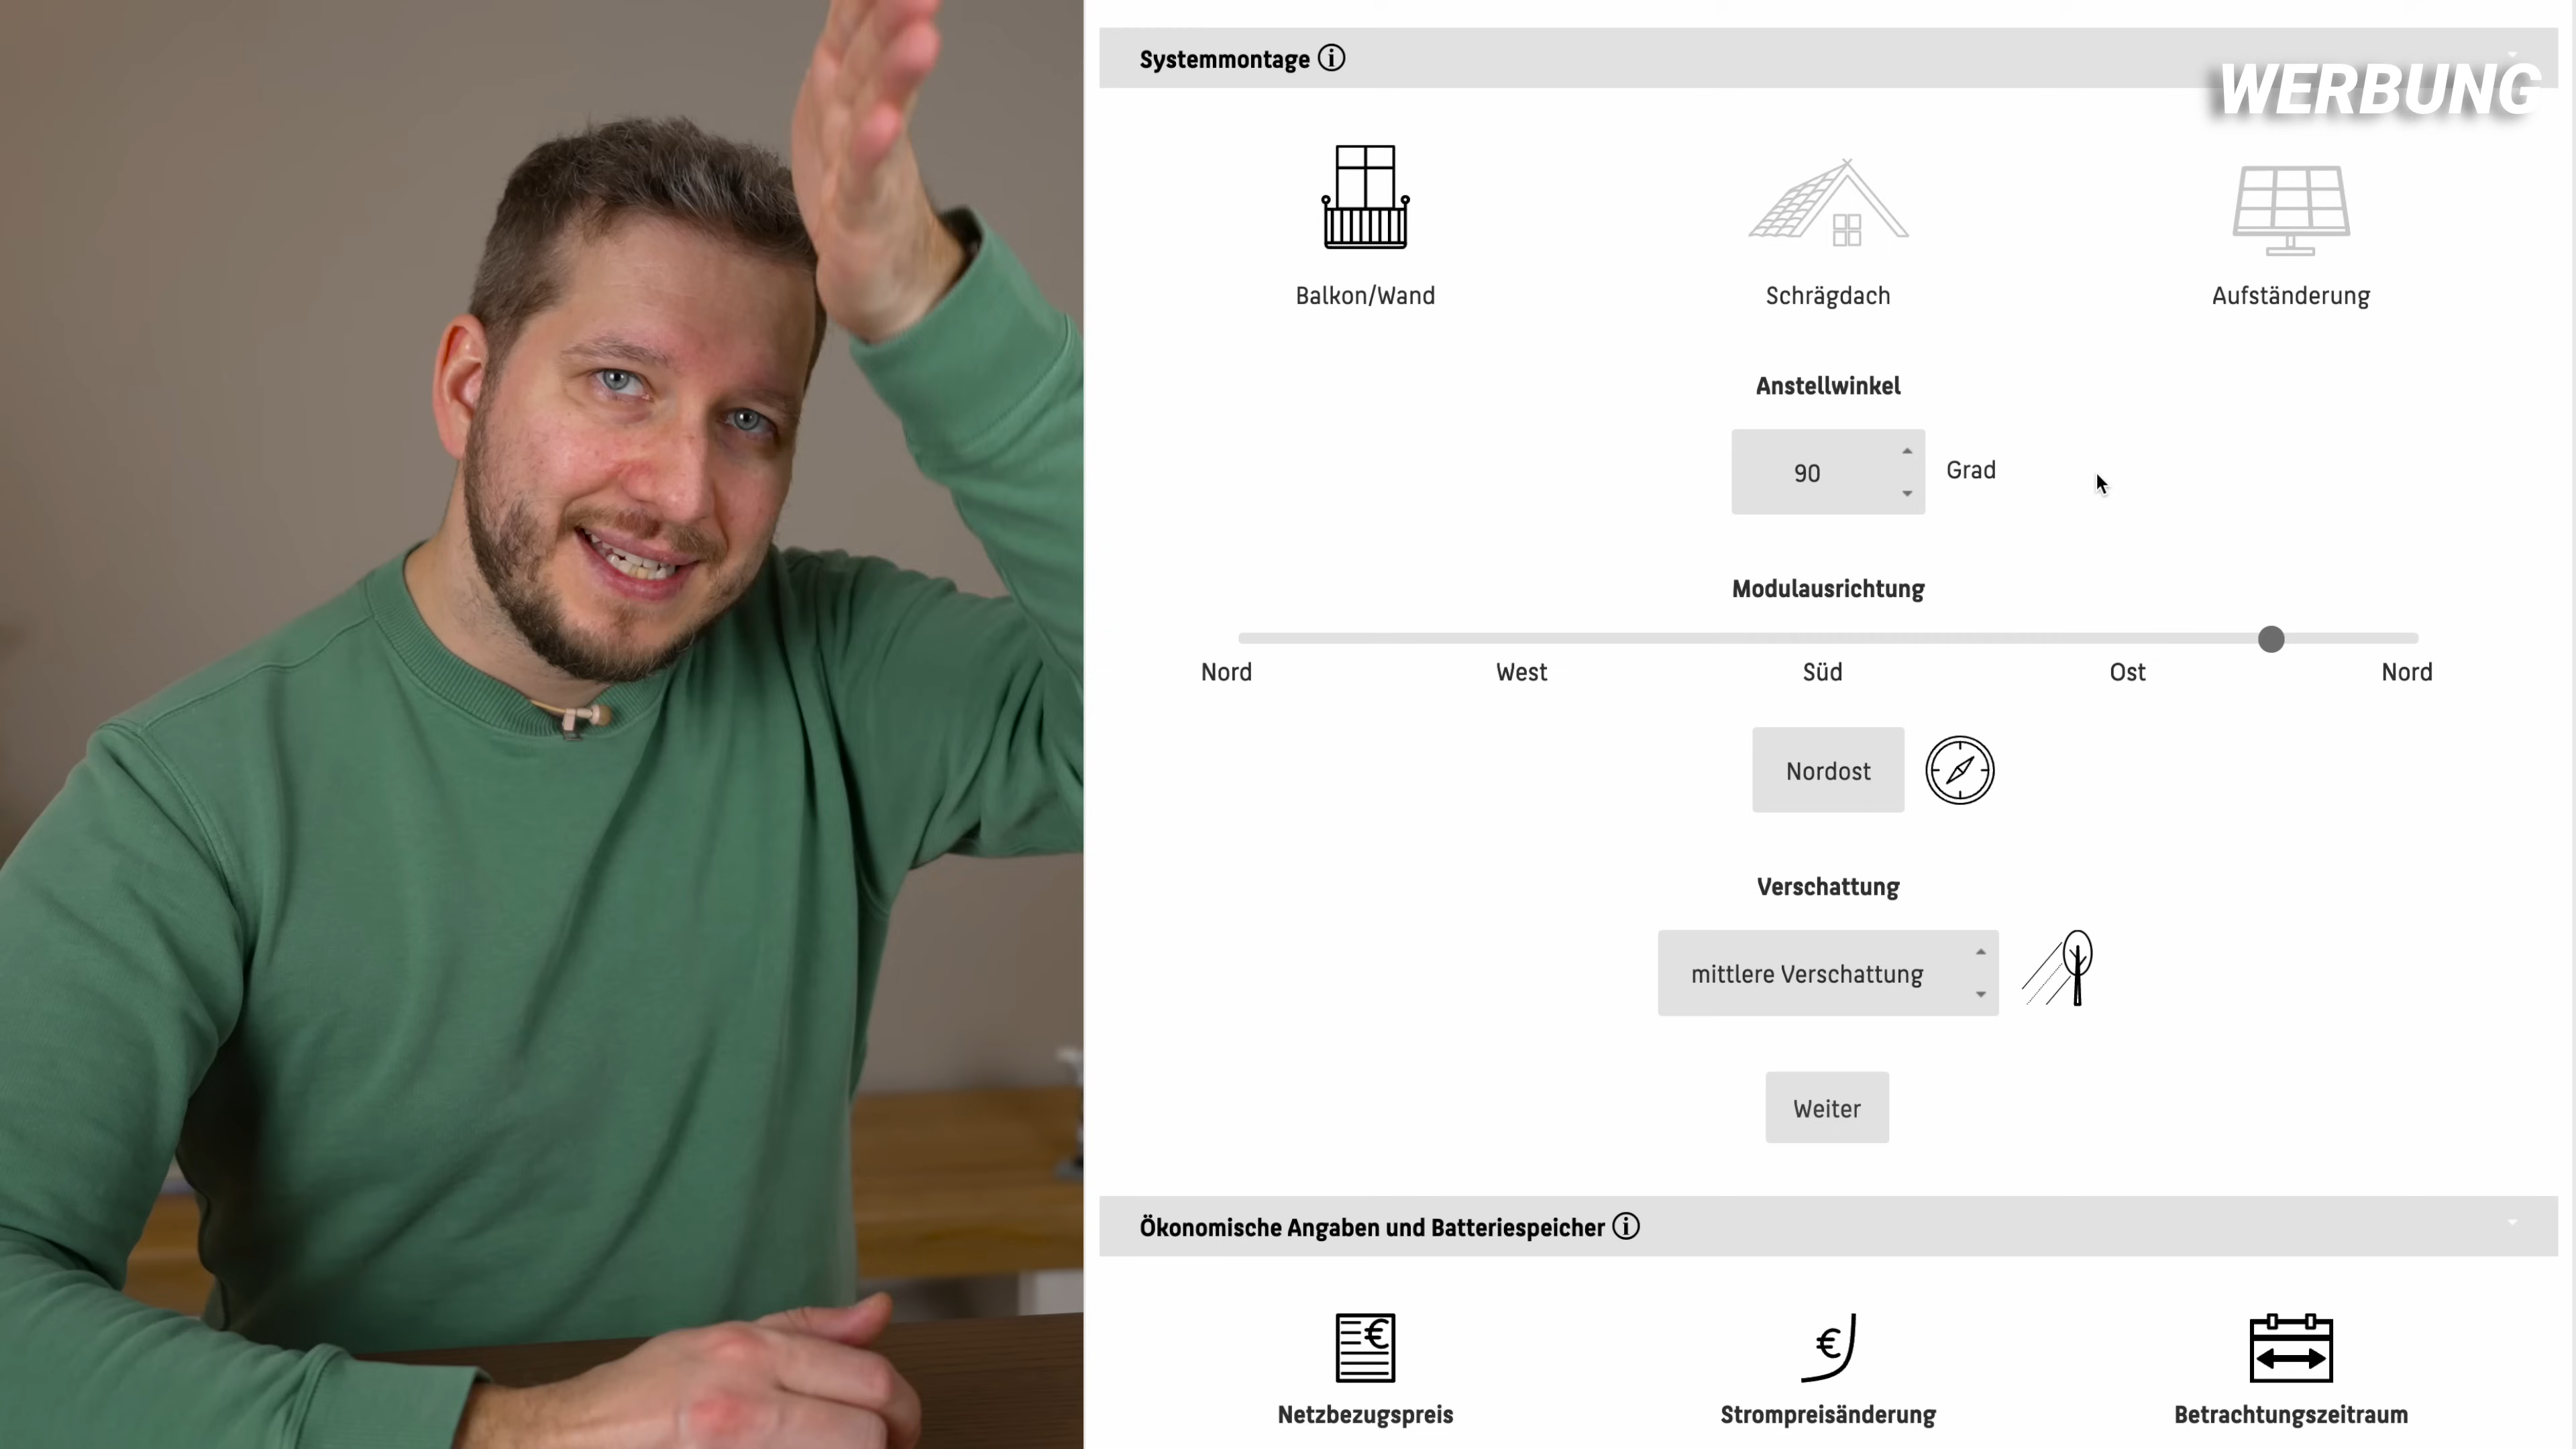 Systemmontage
WERBUNG
Balkon/Wand
Schrägdach
Aufständerung
Anstellwinkel
90
Grad
Modulausrichtung
Nord
West
Süd
Ost
Nord
Nordost
Verschattung
mittlere Verschattung
Weiter
Ökonomische Angaben und Batteriespeicher
Netzbezugspreis
Strompreisänderung
Betrachtungszeitraum